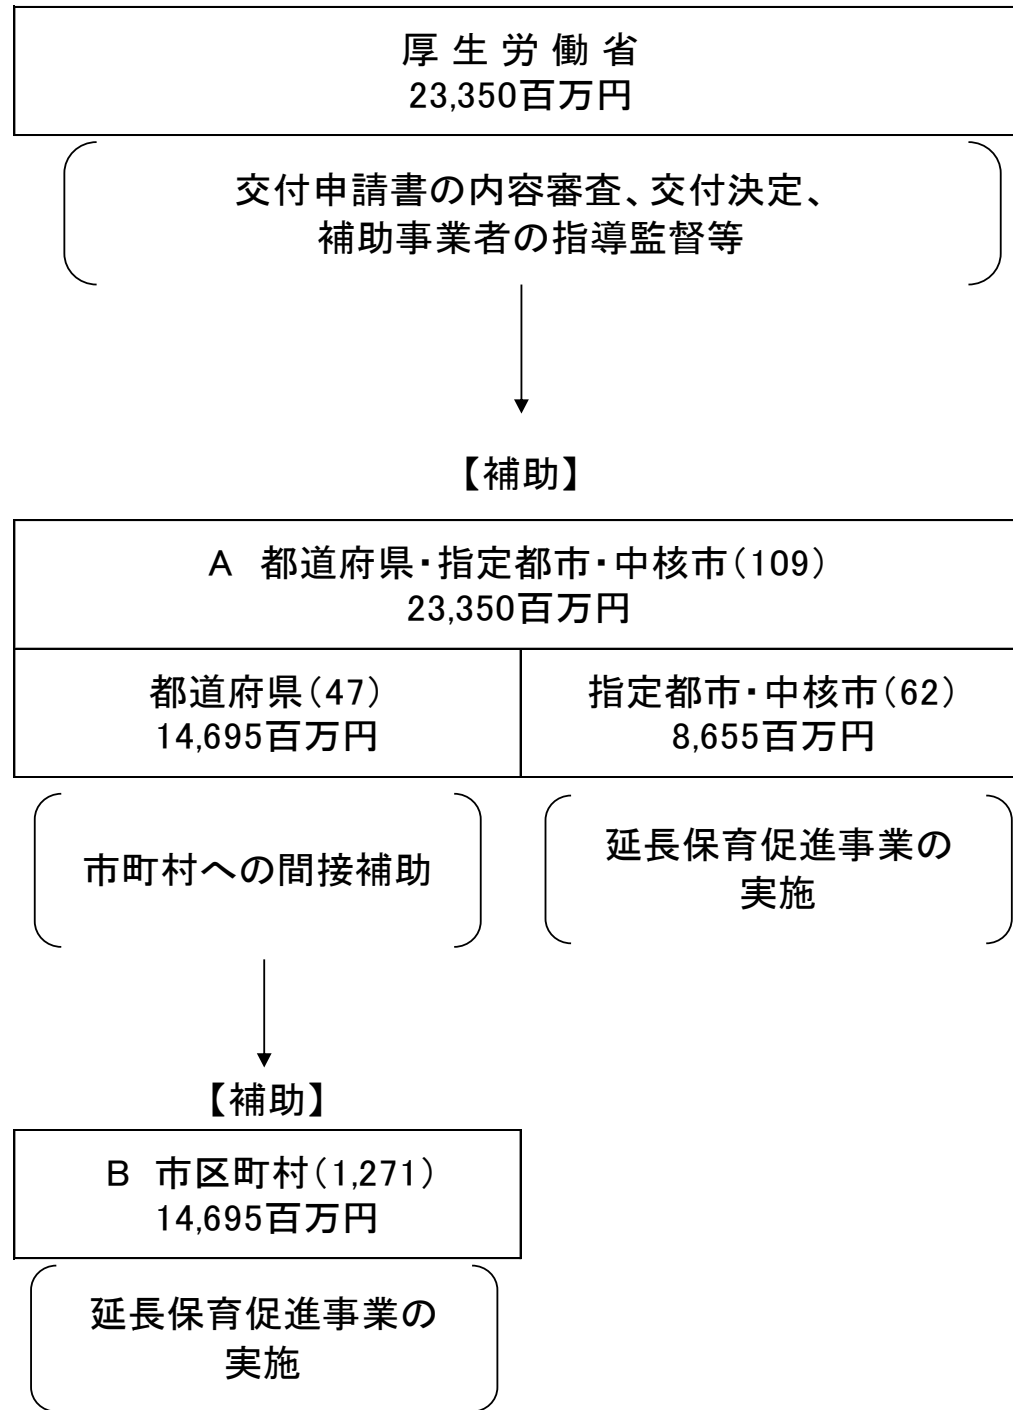 厚生労働省
23,350百万円
交付申請書の内容審査、交付決定、
補助事業者の指導監督等
【補助】
A 都道府県・指定都市・中核市(109)
23,350百万円
都道府県(47)
14,695百万円
指定都市・中核市(62)
8,655百万円
市町村への間接補助
延長保育促進事業の
実施
【補助】
B 市区町村(1,271)
14,695百万円
延長保育促進事業の
実施